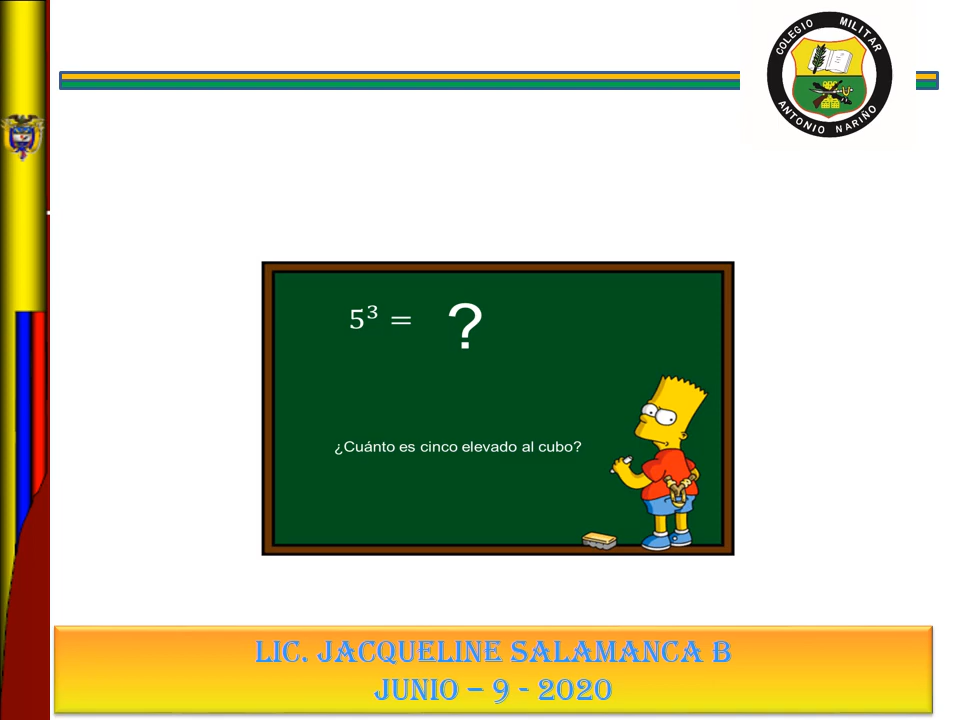 COLEGIO MILITAR
ANTONIO NARIÑO
5³ = ?
¿Cuánto es cinco elevado al cubo?
LIC. JACQUELINE SALAMANCA B
JUNIO – 9 - 2020